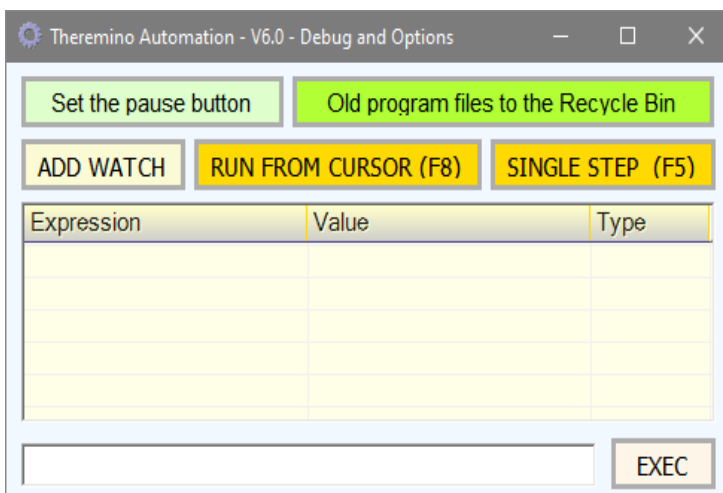 Theremino Automation - V6.0 - Debug and Options
Set the pause button Old program files to the Recycle Bin
ADD WATCH RUN FROM CURSOR (F8) SINGLE STEP (F5)
Expression Value Type
EXEC